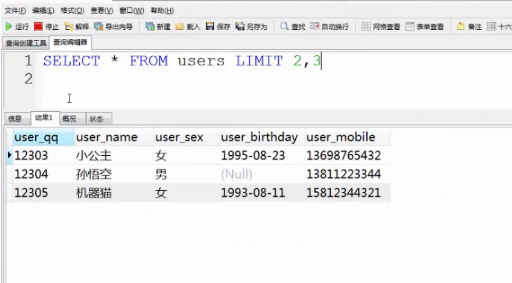 文件(F) 编辑(E) 格式(O) 查看(V) 窗口(W) 帮助(H)
运行 停止 解释 导出向导 新建 载入 保存 另存为 查找 自动换行 网格查看 表单查看 备注 十六
查询创建工具 查询编辑器
1 SELECT * FROM users LIMIT 2,3
2
信息 结果1 概况 状态
user_qq user_name user_sex user_birthday user_mobile
12303 小公主 女 1995-08-23 13698765432
12304 孙悟空 男 (Null) 13811223344
12305 机器猫 女 1993-08-11 15812344321